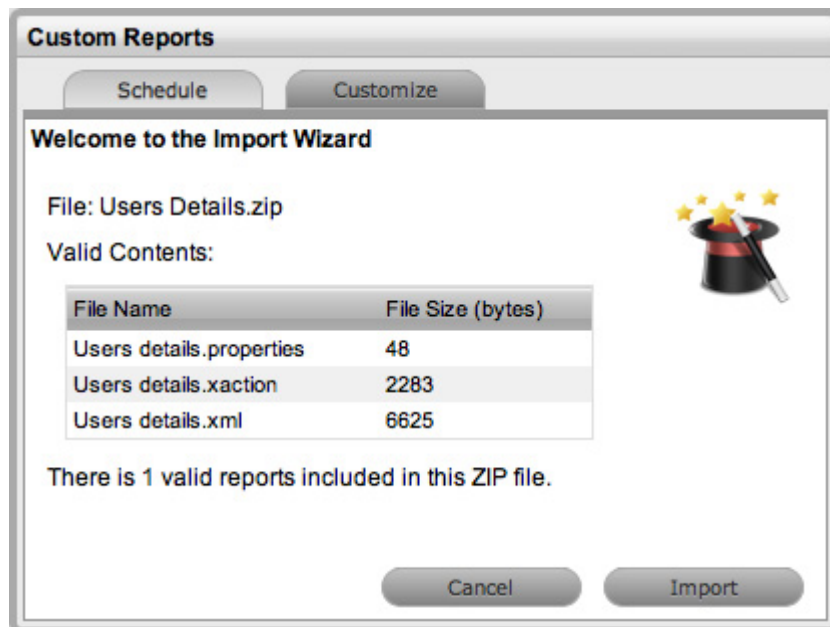 Custom Reports
Schedule Customize
Welcome to the Import Wizard
File: Users Details.zip
Valid Contents:
File Name File Size (bytes)
Users details.properties 48
Users details.xaction 2283
Users details.xml 6625
There is 1 valid reports included in this ZIP file.
Cancel Import